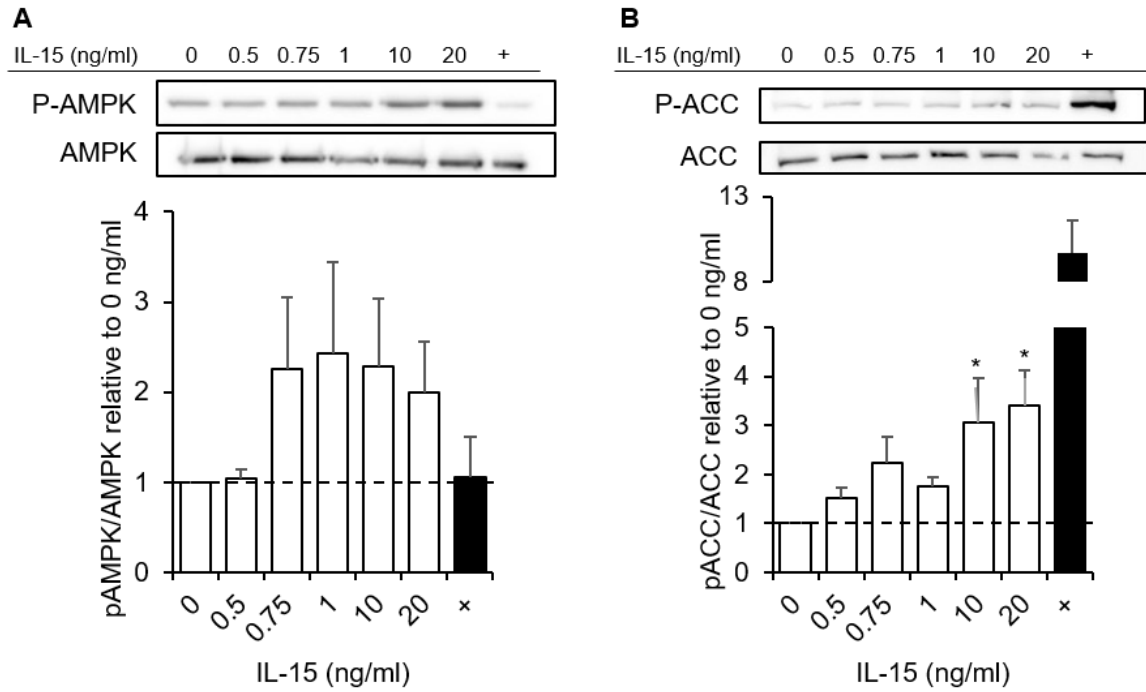 A
IL-15 (ng/ml) 0 0.5 0.75 1 10 20 +
P-AMPK
AMPK
pAMPK/AMPK relative to 0 ng/ml
4
3
2
1
0
0 0.5 0.75 1 10 20 +
IL-15 (ng/ml)
B
IL-15 (ng/ml) 0 0.5 0.75 1 10 20 +
P-ACC
ACC
pACC/ACC relative to 0 ng/ml
13
8
5
4
3
2
1
0
* *
0 0.5 0.75 1 10 20 +
IL-15 (ng/ml)